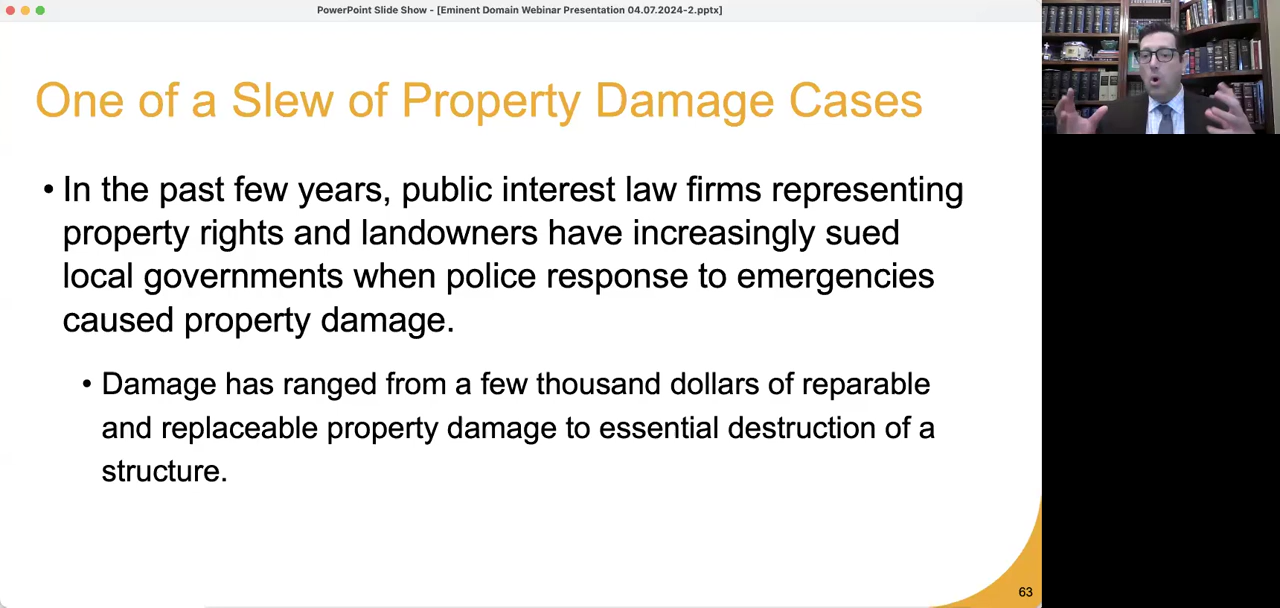 PowerPoint Slide Show - [Eminent Domain Webinar Presentation 04.07.2024-2.pptx]
One of a Slew of Property Damage Cases
• In the past few years, public interest law firms representing
property rights and landowners have increasingly sued
local governments when police response to emergencies
caused property damage.
• Damage has ranged from a few thousand dollars of reparable
and replaceable property damage to essential destruction of a
structure.
63